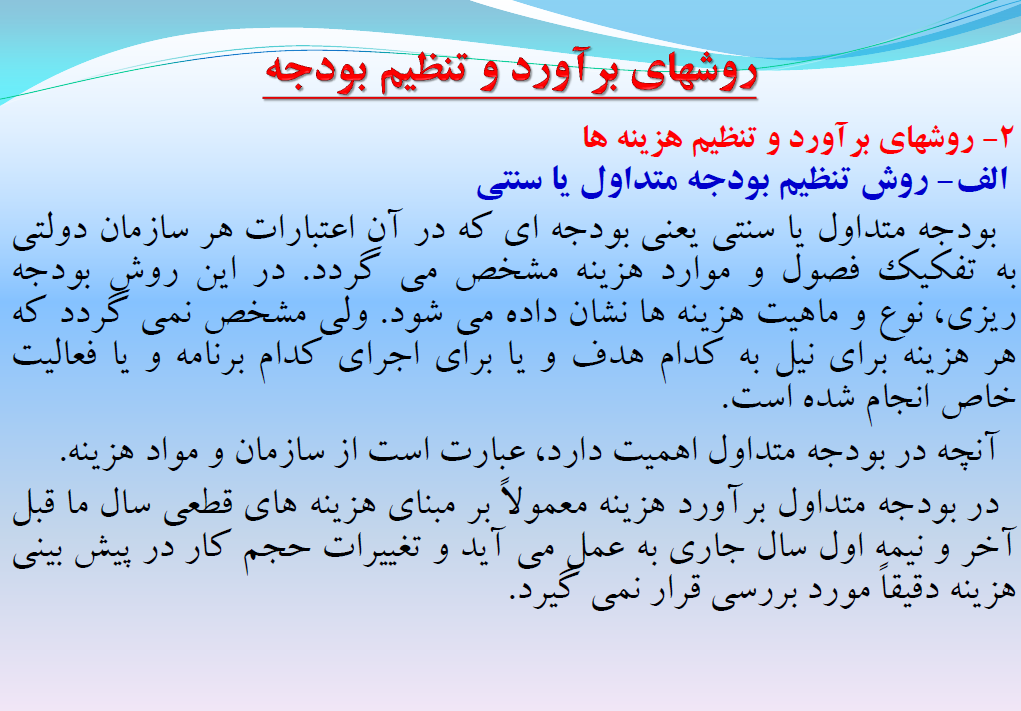 روشهای برآورد و تنظیم بودجه
۲- روشهای برآورد و تنظیم هزینه ها
الف- روش تنظیم بودجه متداول یا سنتی
بودجه متداول یا سنتی یعنی بودجه ای که در آن اعتبارات هر سازمان دولتی
به تفکیک فصول و موارد هزینه مشخص می گردد. در این روش بودجه
ریزی، نوع و ماهیت هزینه ها نشان داده می شود. ولی مشخص نمی گردد که
هر هزینه برای نیل به کدام هدف و یا برای اجرای کدام برنامه و یا فعالیت
خاص انجام شده است.
آنچه در بودجه متداول اهمیت دارد، عبارت است از سازمان و مواد هزینه.
در بودجه متداول برآورد هزینه معمولاً بر مبنای هزینه های قطعی سال ما قبل
آخر و نیمه اول سال جاری به عمل می آید و تغییرات حجم کار در پیش بینی
هزینه دقیقاً مورد بررسی قرار نمی گیرد.